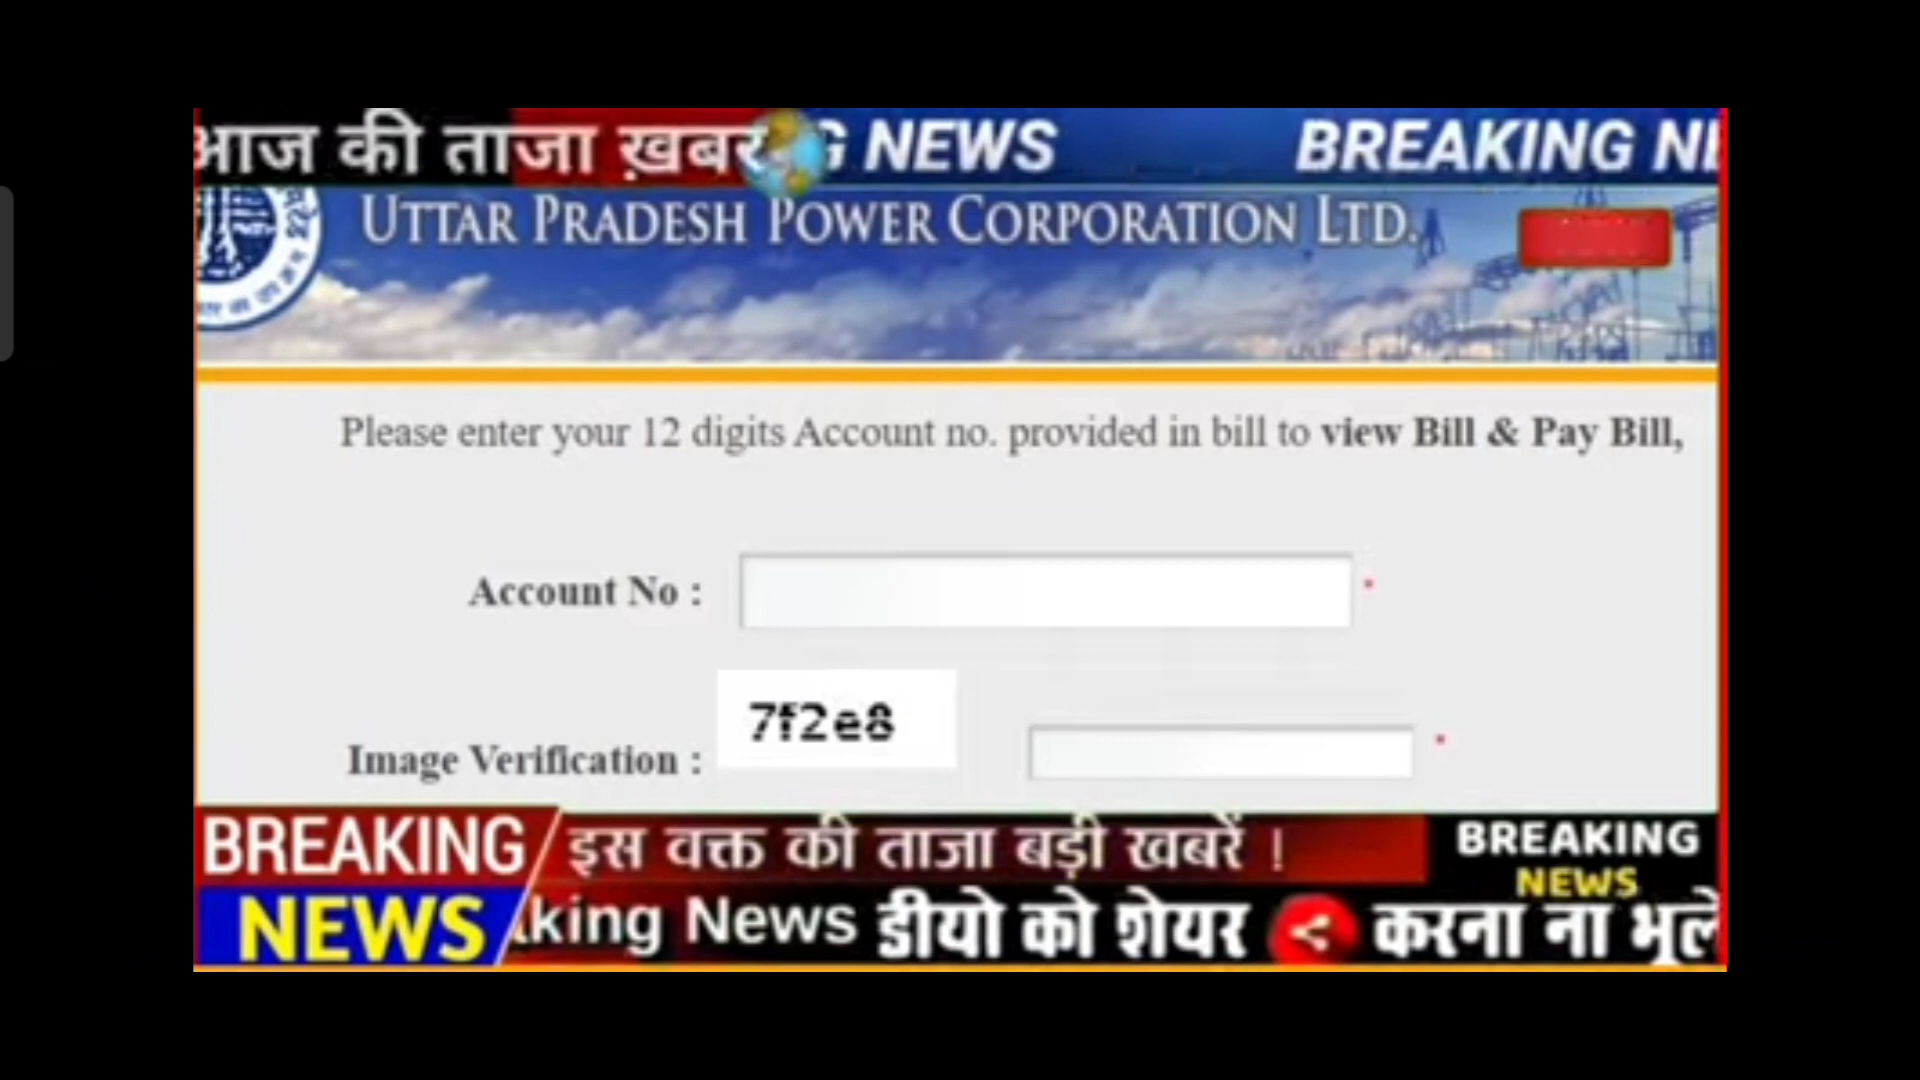 आज की ताजा ख़बर G NEWS BREAKING NE
UTTAR PRADESH POWER CORPORATION LTD.
Please enter your 12 digits Account no. provided in bill to view Bill & Pay Bill,
Account No :
7f2e8
Image Verification :
BREAKING
NEWS
इस वक्त की ताजा बड़ी खबरें !
BREAKING
NEWS
king News डीयो को शेयर करना ना भूले